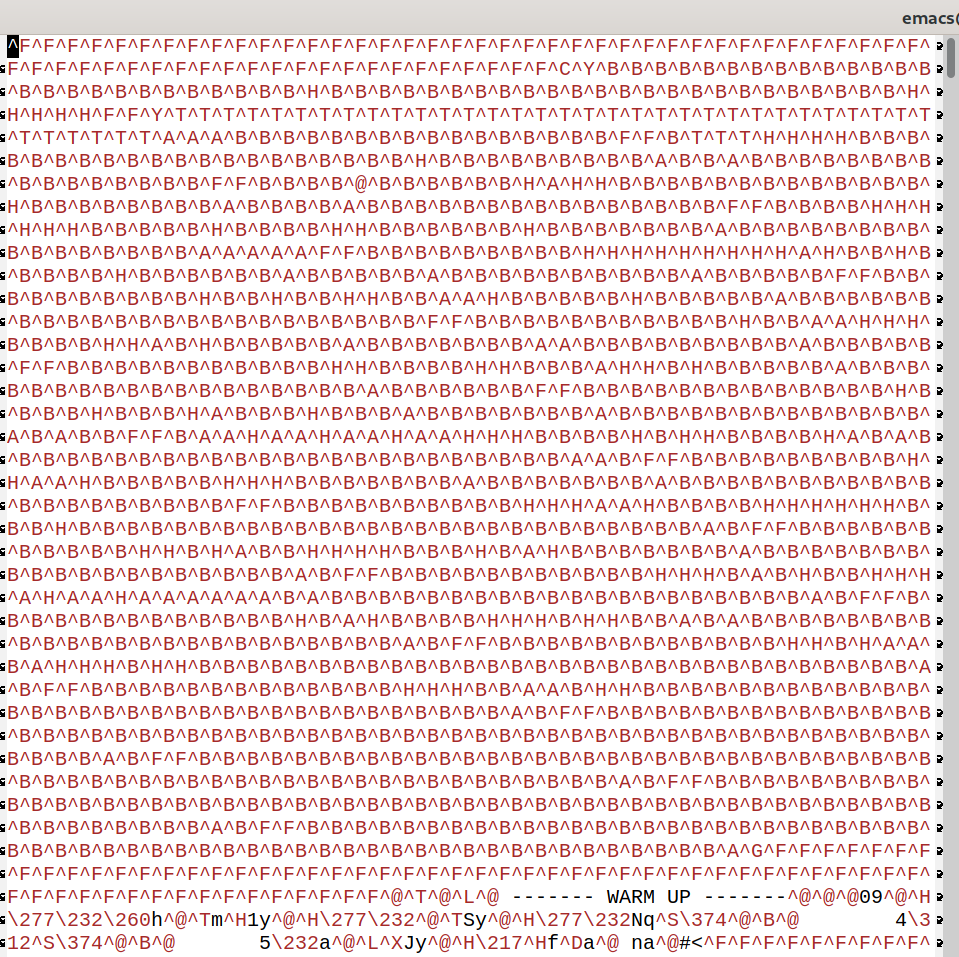 ^F^F^F^F^F^F^F^F^F^F^F^F^F^F^F^F^F^F^F^F^F^F^F^F^F^F^F^F^F^F^F^F^F^F^F^F^F^F^
F^F^F^F^F^F^F^F^F^F^F^F^F^F^F^F^F^F^F^F^F^F^F^C^Y^B^B^B^B^B^B^B^B^B^B^B^B^B^B
^B^B^B^B^B^B^B^B^B^B^B^B^H^B^B^B^B^B^B^B^B^B^B^B^B^B^B^B^B^B^B^B^B^B^B^B^B^H^
H^H^H^H^F^F^Y^T^T^T^T^T^T^T^T^T^T^T^T^T^T^T^T^T^T^T^T^T^T^T^T^T^T^T^T^T^T^T^T
^T^T^T^T^T^T^A^A^A^B^B^B^B^B^B^B^B^B^B^B^B^B^B^B^B^F^F^B^T^T^T^H^H^H^H^B^B^B^
B^B^B^B^B^B^B^B^B^B^B^B^B^B^B^B^B^H^B^B^B^B^B^B^B^B^B^A^B^B^A^B^B^B^B^B^B^B^B
^B^B^B^B^B^B^B^B^F^F^B^B^B^B^@^B^B^B^B^B^B^H^A^H^H^B^B^B^B^B^B^B^B^B^B^B^B^B^
H^B^B^B^B^B^B^B^B^A^B^B^B^B^A^B^B^B^B^B^B^B^B^B^B^B^B^B^B^B^F^F^B^B^B^B^H^H^H
^H^H^H^B^B^B^B^B^H^B^B^B^B^H^H^B^B^B^B^B^B^H^B^B^B^B^B^B^B^A^B^B^B^B^B^B^B^B^
B^B^B^B^B^B^B^B^A^A^A^A^A^F^F^B^B^B^B^B^B^B^B^B^H^H^H^H^H^H^H^H^H^A^H^B^B^H^B
^B^B^B^B^H^B^B^B^B^B^B^A^B^B^B^B^B^A^B^B^B^B^B^B^B^B^B^B^A^B^B^B^B^B^F^F^B^B^
B^B^B^B^B^B^B^B^H^B^B^H^B^B^H^H^B^B^A^A^H^B^B^B^B^B^H^B^B^B^B^B^A^B^B^B^B^B^B
^B^B^B^B^B^B^B^B^B^B^B^B^B^B^B^B^B^F^F^B^B^B^B^B^B^B^B^B^B^B^H^B^B^A^A^H^H^H^
B^B^B^B^H^H^A^B^H^B^B^B^B^B^A^B^B^B^B^B^B^B^A^A^B^B^B^B^B^B^B^B^B^A^B^B^B^B^B
^F^F^B^B^B^B^B^B^B^B^B^B^B^H^H^B^B^B^B^H^H^B^B^B^A^H^H^B^H^B^B^B^B^B^A^B^B^B^
B^B^B^B^B^B^B^B^B^B^B^B^B^B^B^A^B^B^B^B^B^B^F^F^B^B^B^B^B^B^B^B^B^B^B^B^B^H^B
^B^B^B^H^B^B^B^H^A^B^B^B^H^B^B^B^A^B^B^B^B^B^B^B^A^B^B^B^B^B^B^B^B^B^B^B^B^B^
A^B^A^B^B^F^F^B^A^A^H^A^A^H^A^A^H^A^A^H^H^H^B^B^B^B^H^B^H^H^B^B^B^B^H^A^B^A^B
^B^B^B^B^B^B^B^B^B^B^B^B^B^B^B^B^B^B^B^B^B^B^B^A^A^B^F^F^B^B^B^B^B^B^B^B^B^H^
H^A^A^H^B^B^B^B^B^H^H^H^B^B^B^B^B^B^B^A^B^B^B^B^B^B^B^A^B^B^B^B^B^B^B^B^B^B^B
^B^B^B^B^B^B^B^B^B^F^F^B^B^B^B^B^B^B^B^B^B^H^H^H^A^A^H^B^B^B^B^H^H^H^H^H^H^B^
B^B^H^B^B^B^B^B^B^B^B^B^B^B^B^B^B^B^B^B^B^B^B^B^B^B^B^B^B^A^B^F^F^B^B^B^B^B^B
^B^B^B^B^B^H^H^B^H^A^B^B^H^H^H^H^B^B^B^H^B^A^H^B^B^B^B^B^B^B^A^B^B^B^B^B^B^B^
B^B^B^B^B^B^B^B^B^B^B^B^A^B^F^F^B^B^B^B^B^B^B^B^B^B^B^H^H^H^B^A^B^H^B^B^H^H^H
^A^H^A^A^H^A^A^A^A^A^A^B^A^B^B^B^B^B^B^B^B^B^B^B^B^B^B^B^B^B^B^B^B^A^B^F^F^B^
B^B^B^B^B^B^B^B^B^B^B^B^H^B^A^H^B^B^B^B^H^H^H^B^H^H^B^B^A^B^A^B^B^B^B^B^B^B^B
^B^B^B^B^B^B^B^B^B^B^B^B^B^B^B^B^A^B^F^F^B^B^B^B^B^B^B^B^B^B^B^B^H^H^B^H^A^A^
B^A^H^H^H^B^H^H^B^B^B^B^B^B^B^B^B^B^B^B^B^B^B^B^B^B^B^B^B^B^B^B^B^B^B^B^B^B^A
^B^F^F^B^B^B^B^B^B^B^B^B^B^B^B^B^H^H^H^B^B^A^A^B^H^H^B^B^B^B^B^B^B^B^B^B^B^B^
B^B^B^B^B^B^B^B^B^B^B^B^B^B^B^B^B^B^B^B^B^A^B^F^F^B^B^B^B^B^B^B^B^B^B^B^B^B^B
^B^B^B^B^B^B^B^B^B^B^B^B^B^B^B^B^B^B^B^B^B^B^B^B^B^B^B^B^B^B^B^B^B^B^B^B^B^B^
B^B^B^B^A^B^F^F^B^B^B^B^B^B^B^B^B^B^B^B^B^B^B^B^B^B^B^B^B^B^B^B^B^B^B^B^B^B^B
^B^B^B^B^B^B^B^B^B^B^B^B^B^B^B^B^B^B^B^B^B^B^B^B^B^A^B^F^F^B^B^B^B^B^B^B^B^B^
B^B^B^B^B^B^B^B^B^B^B^B^B^B^B^B^B^B^B^B^B^B^B^B^B^B^B^B^B^B^B^B^B^B^B^B^B^B^B
^B^B^B^B^B^B^B^B^A^B^F^F^B^B^B^B^B^B^B^B^B^B^B^B^B^B^B^B^B^B^B^B^B^B^B^B^B^B^
B^B^B^B^B^B^B^B^B^B^B^B^B^B^B^B^B^B^B^B^B^B^B^B^B^B^B^B^B^B^A^G^F^F^F^F^F^F^F
^F^F^F^F^F^F^F^F^F^F^F^F^F^F^F^F^F^F^F^F^F^F^F^F^F^F^F^F^F^F^F^F^F^F^F^F^F^F^
F^F^F^F^F^F^F^F^F^F^F^F^F^F^F^F^@^T^@^L^@ ------- WARM UP -------^@^@^@09^@^H
\277\232\260h^@^Tm^H1y^@^H\277\232^@^TSy^@^H\277\232Nq^S\374^@^B^@        4\3
12^S\374^@^B^@       5\232a^@^L^XJy^@^H\217^Hf^Da^@ na^@#<^F^F^F^F^F^F^F^F^F^
emacs(